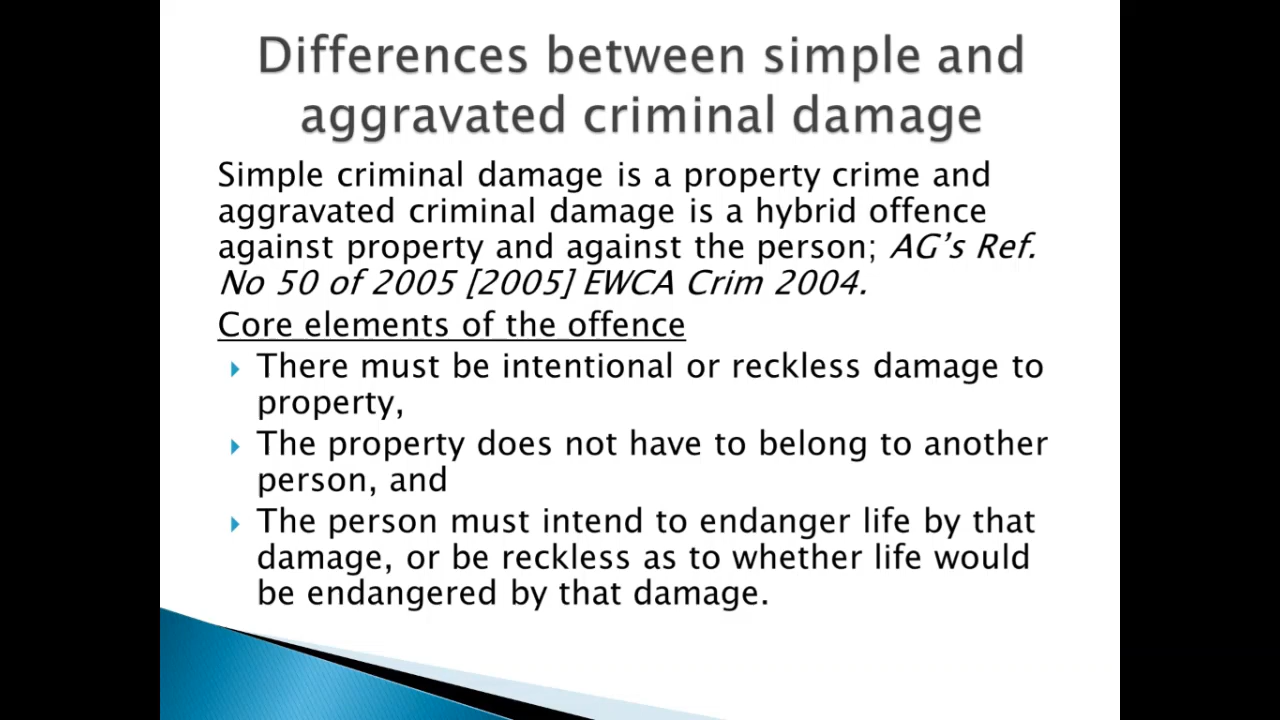 Differences between simple and
aggravated criminal damage
Simple criminal damage is a property crime and
aggravated criminal damage is a hybrid offence
against property and against the person; AG’s Ref.
No 50 of 2005 [2005] EWCA Crim 2004.
Core elements of the offence
There must be intentional or reckless damage to
property,
The property does not have to belong to another
person, and
The person must intend to endanger life by that
damage, or be reckless as to whether life would
be endangered by that damage.